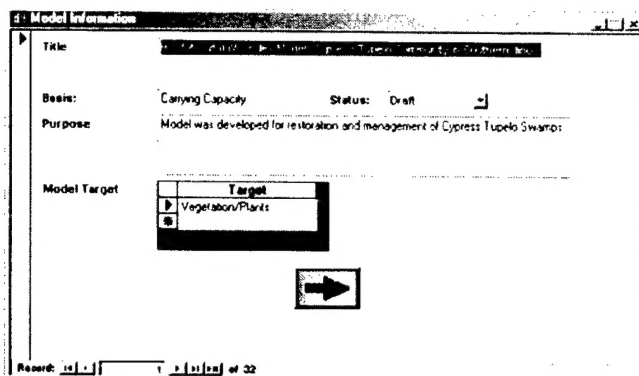 Model Information
Title
Basis: Carrying Capacity Status: Draft
Purpose Model was developed for restoration and management of Cypress Tupelo Swamps
Model Target Target
Vegetation/Plants
Record: 1 of 32